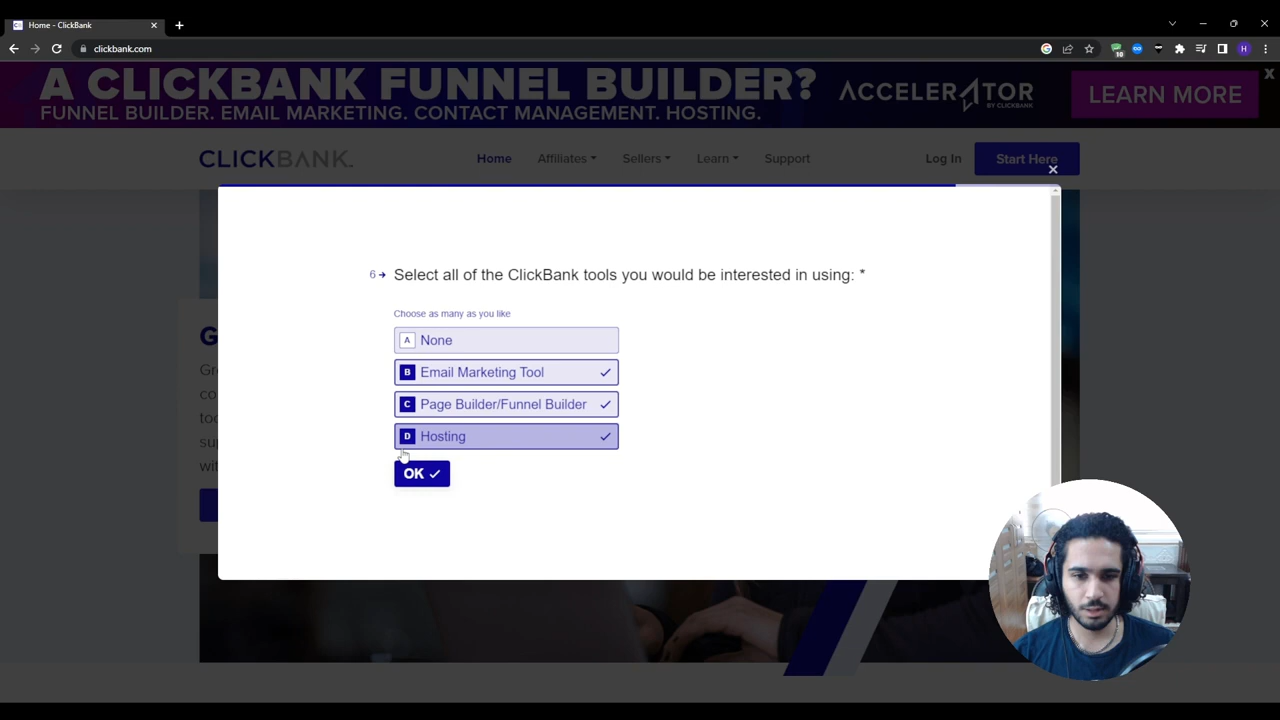 Home - ClickBank
clickbank.com
10
H
A CLICKBANK FUNNEL BUILDER?
FUNNEL BUILDER. EMAIL MARKETING. CONTACT MANAGEMENT. HOSTING.
ACCELERATOR
BY CLICKBANK
LEARN MORE
X
CLICKBANK
Home
Affiliates
Sellers
Learn
Support
Log In
Start Here
6 Select all of the ClickBank tools you would be interested in using: *
Choose as many as you like
A None
B Email Marketing Tool
C Page Builder/Funnel Builder
D Hosting
OK